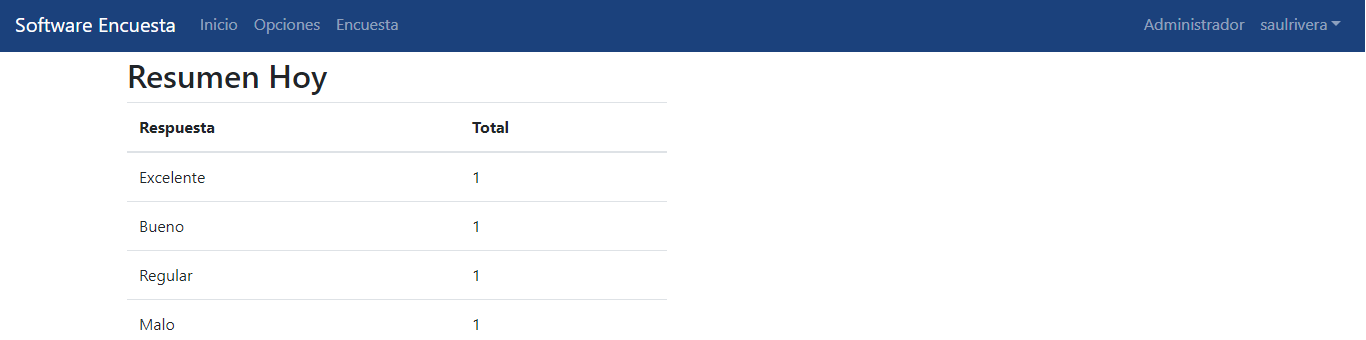 Software Encuesta Inicio Opciones Encuesta Administrador saulrivera
Resumen Hoy
Respuesta Total
Excelente 1
Bueno 1
Regular 1
Malo 1